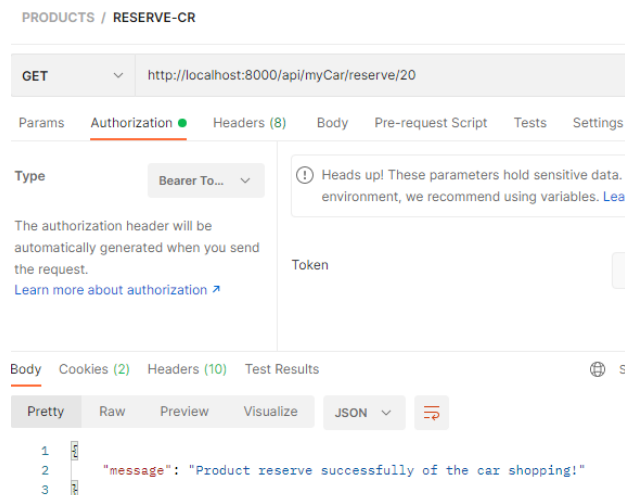 PRODUCTS / RESERVE-CR
GET http://localhost:8000/api/myCar/reserve/20
Params Authorization Headers (8) Body Pre-request Script Tests Settings
Type Bearer To...
Heads up! These parameters hold sensitive data.
environment, we recommend using variables.
The authorization header will be
automatically generated when you send
the request.
Learn more about authorization ↗
Token
Body Cookies (2) Headers (10) Test Results
Pretty Raw Preview Visualize JSON
1 {
2 "message": "Product reserve successfully of the car shopping!"
3 }